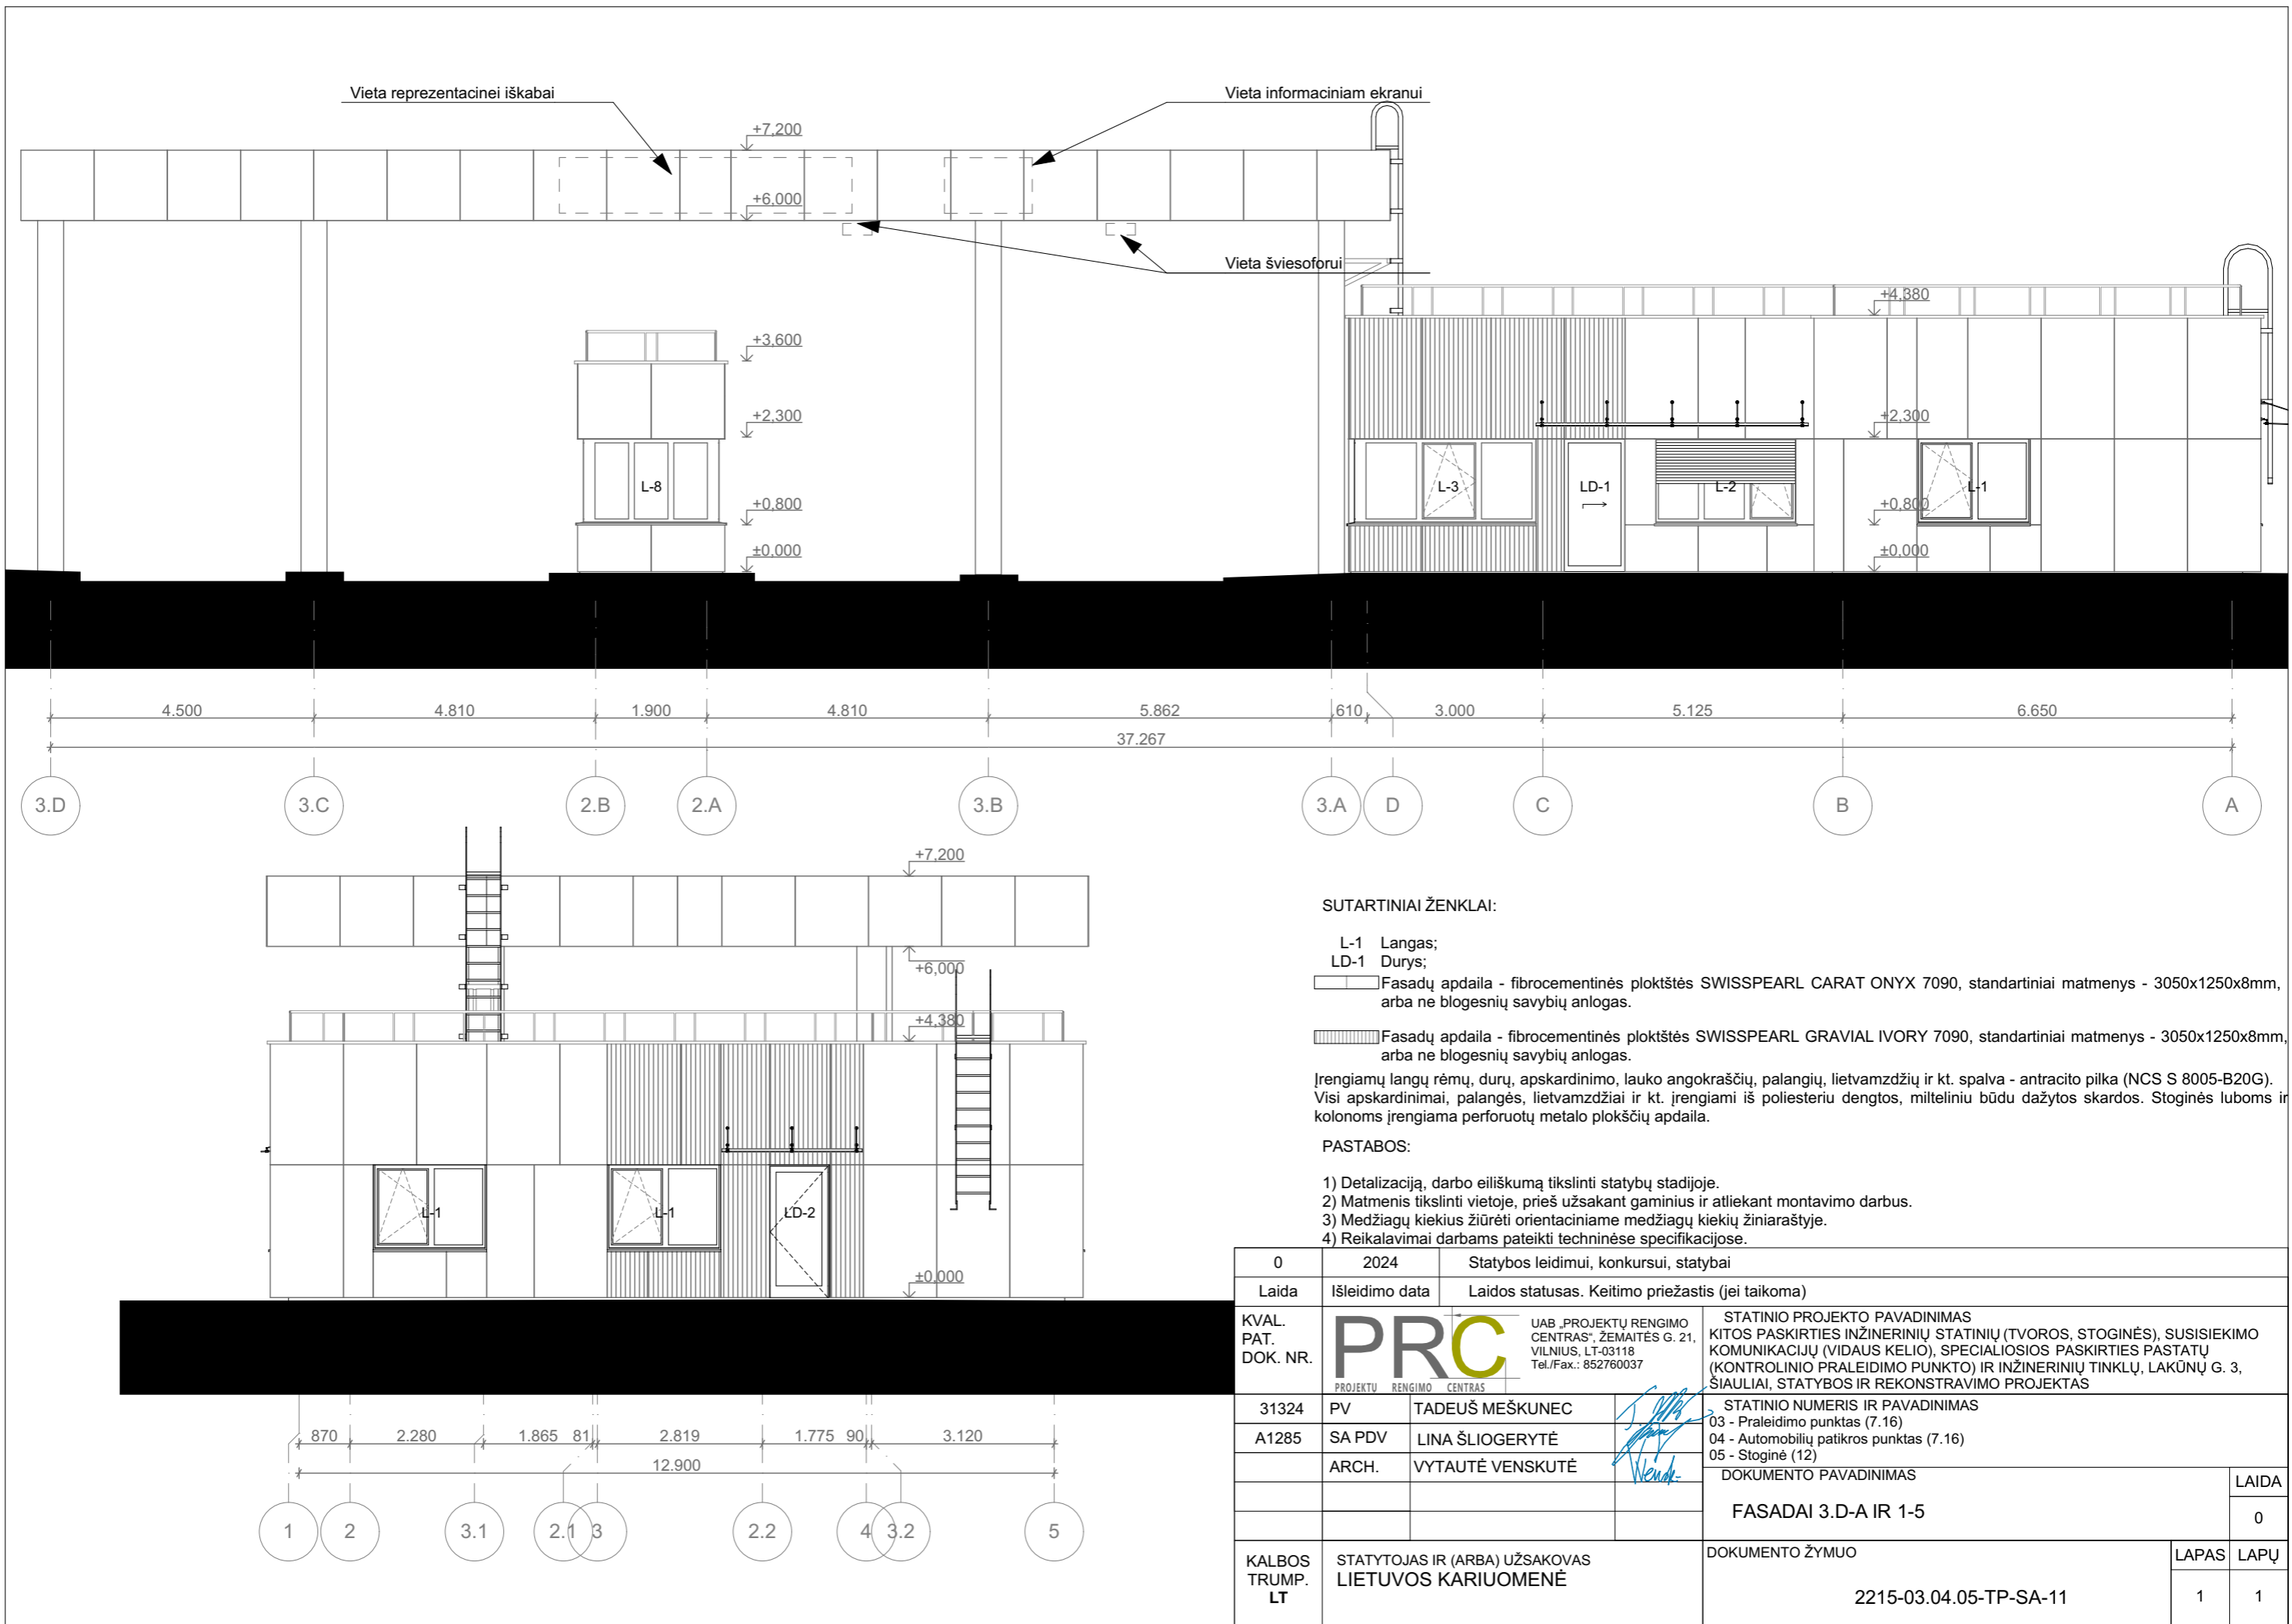 Vieta reprezentacinei iškabai
Vieta informaciniam ekranui
+7,200
+6,000
Vieta šviesoforui
+4,380
+3,600
+2,300
+2,300
L-8
L-3
LD-1
L-2
L-1
+0,800
+0,800
±0,000
±0,000
4.500
4.810
1.900
4.810
5.862
610
3.000
5.125
6.650
37.267
3.D
3.C
2.B
2.A
3.B
3.A
D
C
B
A
+7,200
+6,000
+4,380
L-1
L-1
LD-2
±0,000
870
2.280
1.865
81
2.819
1.775
90
3.120
12.900
1
2
3.1
2.1
3
2.2
4
3.2
5
SUTARTINIAI ŽENKLAI:
L-1 Langas;
LD-1 Durys;
Fasadų apdaila - fibrocementinės ploktštės SWISSPEARL CARAT ONYX 7090, standartiniai matmenys - 3050x1250x8mm,
arba ne blogesnių savybių anlogas.
Fasadų apdaila - fibrocementinės ploktštės SWISSPEARL GRAVIAL IVORY 7090, standartiniai matmenys - 3050x1250x8mm,
arba ne blogesnių savybių anlogas.
Įrengiamų langų rėmų, durų, apskardinimo, lauko angokraščių, palangių, lietvamzdžių ir kt. spalva - antracito pilka (NCS S 8005-B20G).
Visi apskardinimai, palangės, lietvamzdžiai ir kt. įrengiami iš poliesteriu dengtos, milteliniu būdu dažytos skardos. Stoginės luboms ir
kolonoms įrengiama perforuotų metalo plokščių apdaila.
PASTABOS:
1) Detalizaciją, darbo eiliškumą tikslinti statybų stadijoje.
2) Matmenis tikslinti vietoje, prieš užsakant gaminius ir atliekant montavimo darbus.
3) Medžiagų kiekius žiūrėti orientaciniame medžiagų kiekių žiniaraštyje.
4) Reikalavimai darbams pateikti techninėse specifikacijose.
0 2024 Statybos leidimui, konkursui, statybai
Laida Išleidimo data Laidos statusas. Keitimo priežastis (jei taikoma)
KVAL.
PAT.
DOK. NR.
PRC
PROJEKTŲ RENGIMO CENTRAS
UAB „PROJEKTŲ RENGIMO
CENTRAS“, ŽEMAITĖS G. 21,
VILNIUS, LT-03118
Tel./Fax.: 852760037
STATINIO PROJEKTO PAVADINIMAS
KITOS PASKIRTIES INŽINERINIŲ STATINIŲ (TVOROS, STOGINĖS), SUSISIEKIMO
KOMUNIKACIJŲ (VIDAUS KELIO), SPECIALIOSIOS PASKIRTIES PASTATŲ
(KONTROLINIO PRALEIDIMO PUNKTO) IR INŽINERINIŲ TINKLŲ, LAKŪNŲ G. 3,
ŠIAULIAI, STATYBOS IR REKONSTRAVIMO PROJEKTAS
31324 PV TADEUŠ MEŠKUNEC
A1285 SA PDV LINA ŠLIOGERYTĖ
ARCH. VYTAUTĖ VENSKUTĖ
STATINIO NUMERIS IR PAVADINIMAS
03 - Praleidimo punktas (7.16)
04 - Automobilių patikros punktas (7.16)
05 - Stoginė (12)
DOKUMENTO PAVADINIMAS
FASADAI 3.D-A IR 1-5
LAIDA
0
KALBOS
TRUMP.
LT
STATYTOJAS IR (ARBA) UŽSAKOVAS
LIETUVOS KARIUOMENĖ
DOKUMENTO ŽYMUO
2215-03.04.05-TP-SA-11
LAPAS LAPŲ
1 1